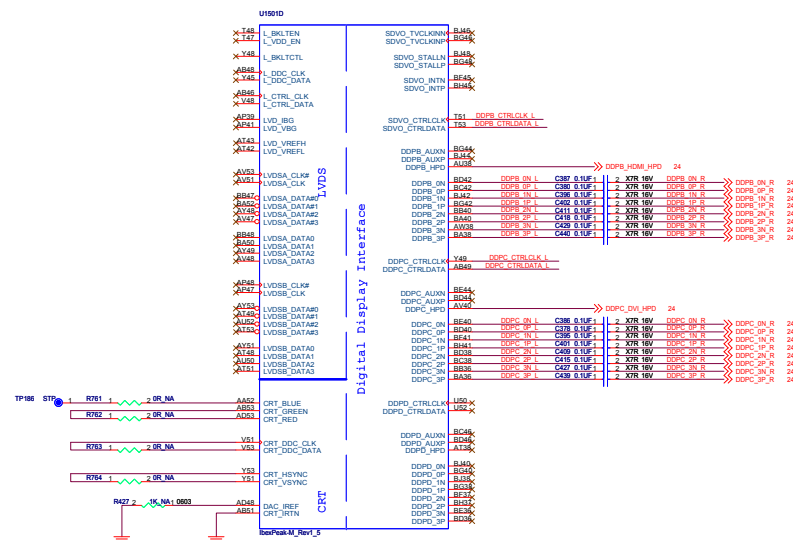 U1501D
T48 L_BKLTEN SDVO_TVCLKINN BJ46
T47 L_VDD_EN SDVO_TVCLKINP BG46
Y48 L_BKLTCTL SDVO_STALLN BJ48
SDVO_STALLP BG48
AB48 L_DDC_CLK
Y45 L_DDC_DATA SDVO_INTN BF45
SDVO_INTP BH45
AB46 L_CTRL_CLK
V48 L_CTRL_DATA
AP39 LVD_IBG SDVO_CTRLCLK T51 DDPB_CTRLCLK_L
AP41 LVD_VBG SDVO_CTRLDATA T53 DDPB_CTRLDATA_L
AT43 LVD_VREFH
AT42 LVD_VREFL DDPB_AUXN BG44
DDPB_AUXP BJ44
DDPB_HPD AU38 DDPB_HDMI_HPD 24
AV53 LVDSA_CLK#
AV51 LVDSA_CLK
LVDS
DDPB_0N BD42 DDPB_0N_L C387 0.1UF 1 2 X7R 16V DDPB_0N_R DDPB_0N_R 24
DDPB_0P BC42 DDPB_0P_L C380 0.1UF 1 2 X7R 16V DDPB_0P_R DDPB_0P_R 24
BB47 LVDSA_DATA#0 DDPB_1N BJ42 DDPB_1N_L C396 0.1UF 1 2 X7R 16V DDPB_1N_R DDPB_1N_R 24
BA52 LVDSA_DATA#1 DDPB_1P BG42 DDPB_1P_L C402 0.1UF 1 2 X7R 16V DDPB_1P_R DDPB_1P_R 24
AY48 LVDSA_DATA#2 DDPB_2N BB40 DDPB_2N_L C411 0.1UF 1 2 X7R 16V DDPB_2N_R DDPB_2N_R 24
AV47 LVDSA_DATA#3 DDPB_2P BA40 DDPB_2P_L C418 0.1UF 1 2 X7R 16V DDPB_2P_R DDPB_2P_R 24
DDPB_3N AW38 DDPB_3N_L C429 0.1UF 1 2 X7R 16V DDPB_3N_R DDPB_3N_R 24
BB48 LVDSA_DATA0 DDPB_3P BA38 DDPB_3P_L C440 0.1UF 1 2 X7R 16V DDPB_3P_R DDPB_3P_R 24
BA50 LVDSA_DATA1
AY49 LVDSA_DATA2
AV48 LVDSA_DATA3
Digital Display Interface
DDPC_CTRLCLK Y49 DDPC_CTRLCLK_L
DDPC_CTRLDATA AB49 DDPC_CTRLDATA_L
AP48 LVDSB_CLK#
AP47 LVDSB_CLK
DDPC_AUXN BE44
DDPC_AUXP BD44
DDPC_HPD AV40 DDPC_DVI_HPD 24
AY53 LVDSB_DATA#0
AT49 LVDSB_DATA#1
AU52 LVDSB_DATA#2
AT53 LVDSB_DATA#3
DDPC_0N BE40 DDPC_0N_L C386 0.1UF 1 2 X7R 16V DDPC_0N_R DDPC_0N_R 24
DDPC_0P BD40 DDPC_0P_L C378 0.1UF 1 2 X7R 16V DDPC_0P_R DDPC_0P_R 24
DDPC_1N BF41 DDPC_1N_L C395 0.1UF 1 2 X7R 16V DDPC_1N_R DDPC_1N_R 24
AY51 LVDSB_DATA0 DDPC_1P BH41 DDPC_1P_L C401 0.1UF 1 2 X7R 16V DDPC_1P_R DDPC_1P_R 24
AT48 LVDSB_DATA1 DDPC_2N BD38 DDPC_2N_L C409 0.1UF 1 2 X7R 16V DDPC_2N_R DDPC_2N_R 24
AU50 LVDSB_DATA2 DDPC_2P BC38 DDPC_2P_L C415 0.1UF 1 2 X7R 16V DDPC_2P_R DDPC_2P_R 24
AT51 LVDSB_DATA3 DDPC_3N BB36 DDPC_3N_L C427 0.1UF 1 2 X7R 16V DDPC_3N_R DDPC_3N_R 24
DDPC_3P BA36 DDPC_3P_L C439 0.1UF 1 2 X7R 16V DDPC_3P_R DDPC_3P_R 24
TP186 STP 1 R761 1 2 0R_NA AA52 CRT_BLUE DDPD_CTRLCLK U50
AB53 CRT_GREEN DDPD_CTRLDATA U52
R762 1 2 0R_NA AD53 CRT_RED
DDPD_AUXN BC46
R763 1 2 0R_NA V51 CRT_DDC_CLK DDPD_AUXP BD46
V53 CRT_DDC_DATA DDPD_HPD AT38
R764 1 2 0R_NA Y53 CRT_HSYNC DDPD_0N BJ40
Y51 CRT_VSYNC DDPD_0P BG40
DDPD_1N BJ38
DDPD_1P BG38
CRT
R427 2 1K_NA 1 0603 AD48 DAC_IREF DDPD_2N BF37
AB51 CRT_IRTN DDPD_2P BH37
DDPD_3N BE36
DDPD_3P BD36
IbexPeak-M_Rev1_5